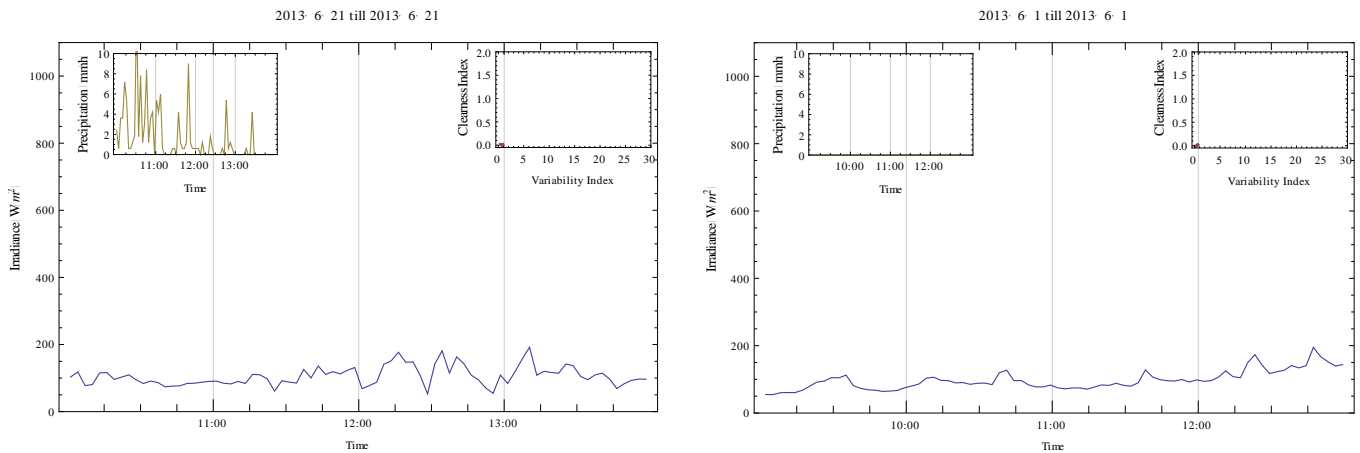 2013· 6· 21 till 2013· 6· 21
10
8
6
4
2
0
Precipitation | mmh
11:00 12:00 13:00
Time
2.0
1.5
1.0
0.5
0.0
Clearness Index
0 5 10 15 20 25 30
Variability Index
1000
800
600
400
200
0
Irradiance | W m² |
11:00 12:00 13:00
Time
2013· 6· 1 till 2013· 6· 1
10
8
6
4
2
0
Precipitation | mmh
10:00 11:00 12:00
Time
2.0
1.5
1.0
0.5
0.0
Clearness Index
0 5 10 15 20 25 30
Variability Index
1000
800
600
400
200
0
Irradiance | W m² |
10:00 11:00 12:00
Time